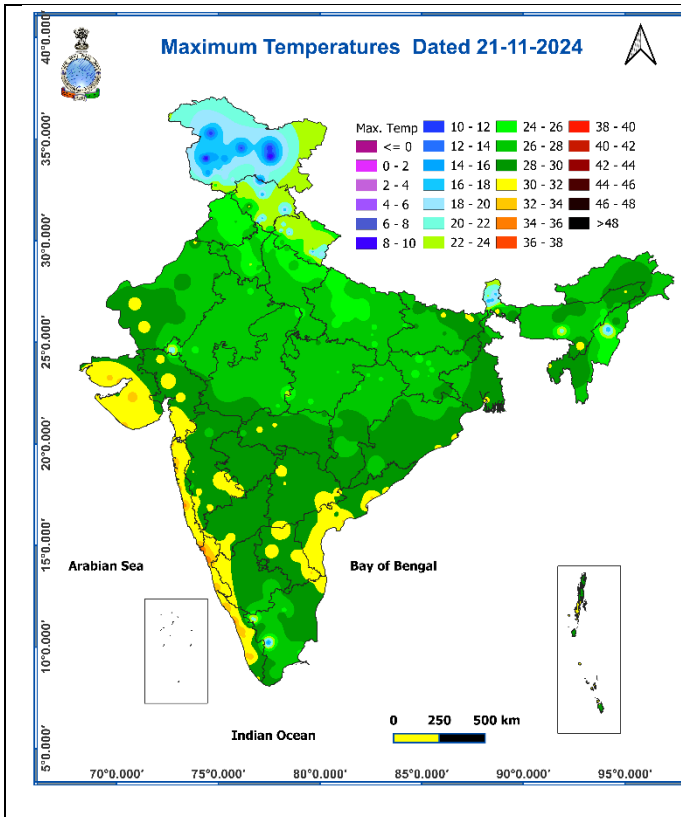 Maximum Temperatures Dated 21-11-2024
40°0.000'
35°0.000'
30°0.000'
25°0.000'
20°0.000'
15°0.000'
10°0.000'
5°0.000'
Max. Temp
<= 0
0 - 2
2 - 4
4 - 6
6 - 8
8 - 10
10 - 12
12 - 14
14 - 16
16 - 18
18 - 20
20 - 22
22 - 24
24 - 26
26 - 28
28 - 30
30 - 32
32 - 34
34 - 36
36 - 38
38 - 40
40 - 42
42 - 44
44 - 46
46 - 48
>48
Arabian Sea
Bay of Bengal
Indian Ocean
0 250 500 km
70°0.000' 75°0.000' 80°0.000' 85°0.000' 90°0.000' 95°0.000'